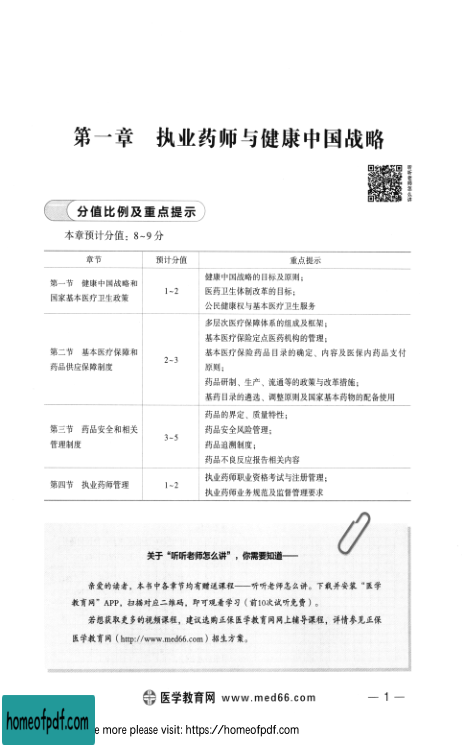 第一章 执业药师与健康中国战略
分值比例及重点提示
本章预计分值：8~9分
章节 预计分值 重点提示
第一节 健康中国战略和
国家基本医疗卫生政策
1~2
健康中国战略的目标及原则；
医药卫生体制改革的目标；
公民健康权与基本医疗卫生服务
第二节 基本医疗保障和
药品供应保障制度
2~3
多层次医疗保障体系的组成及框架；
基本医疗保险定点医药机构的管理；
基本医疗保险药品目录的确定、内容及医保内药品支付
原则；
药品研制、生产、流通等的政策与改革措施；
基药目录的遴选、调整原则及国家基本药物的配备使用
第三节 药品安全和相关
管理制度
3~5
药品的界定、质量特性；
药品安全风险管理；
药品追溯制度；
药品不良反应报告相关内容
第四节 执业药师管理
1~2
执业药师职业资格考试与注册管理；
执业药师业务规范及监督管理要求
关于“听听老师怎么讲”，你需要知道——
亲爱的读者，本书中各章节均有赠送课程——听听老师怎么讲。下载并安装“医学
教育网”APP，扫描对应二维码，即可观看学习（前10次试听免费）。
若想获取更多的视频课程，建议选购正保医学教育网网上辅导课程，详情参见正保
医学教育网（http://www.med66.com）招生方案。
医学教育网 www.med66.com — 1 —
homeofpdf.com
e more please visit: https://homeofpdf.com